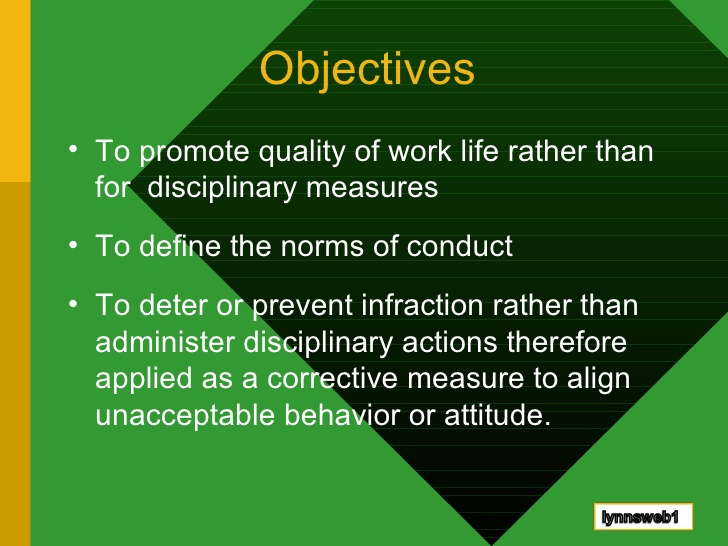 Objectives
• To promote quality of work life rather than
for  disciplinary measures
• To define the norms of conduct
• To deter or prevent infraction rather than
administer disciplinary actions therefore
applied as a corrective measure to align
unacceptable behavior or attitude.
lynnsweb1